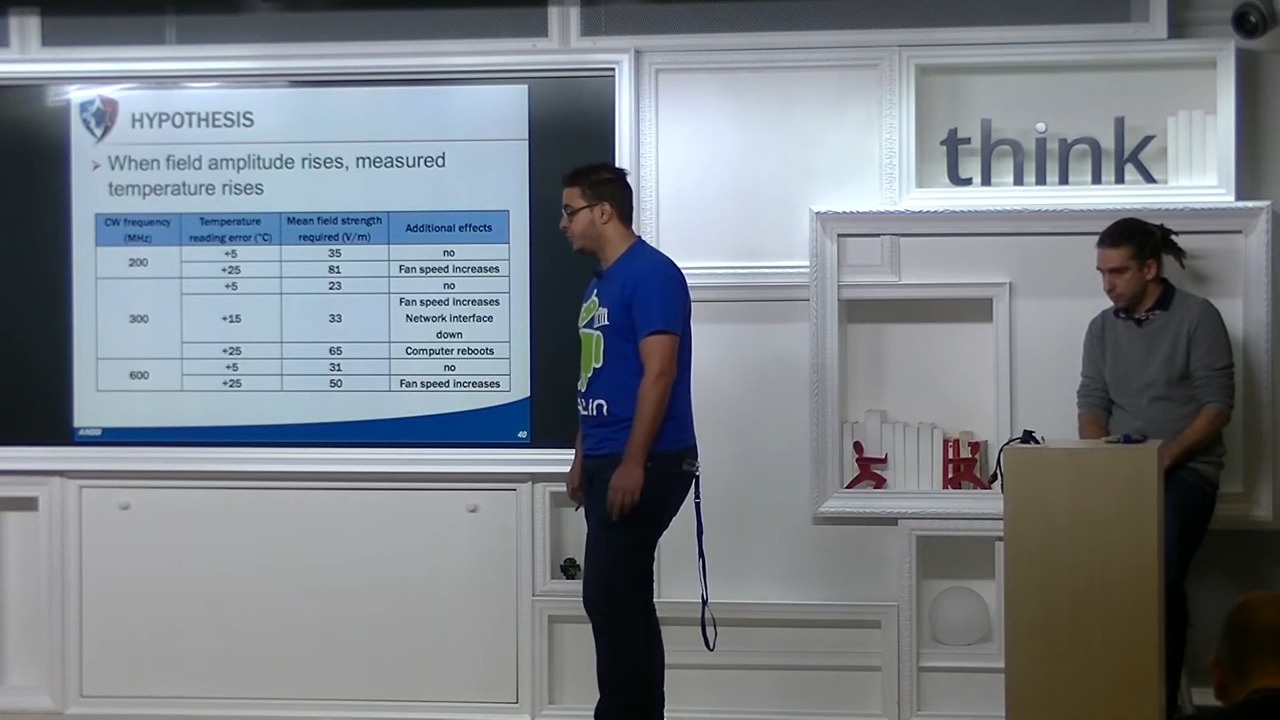 HYPOTHESIS
When field amplitude rises, measured
temperature rises
CW frequency (MHz) Temperature reading error (°C) Mean field strength required (V/m) Additional effects
200 +5 35 no
+25 81 Fan speed increases
300 +5 23 no
+15 33 Fan speed increases Network interface down
+25 65 Computer reboots
600 +5 31 no
+25 50 Fan speed increases
ANSSI 40
think